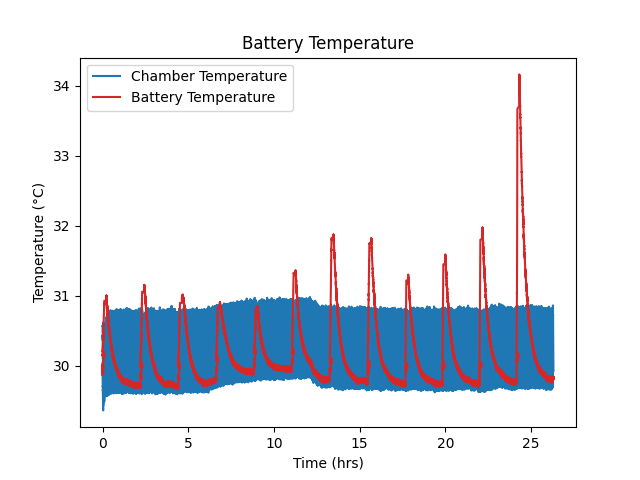 Battery Temperature
Chamber Temperature
Battery Temperature
Temperature (°C)
34
33
32
31
30
0 5 10 15 20 25
Time (hrs)